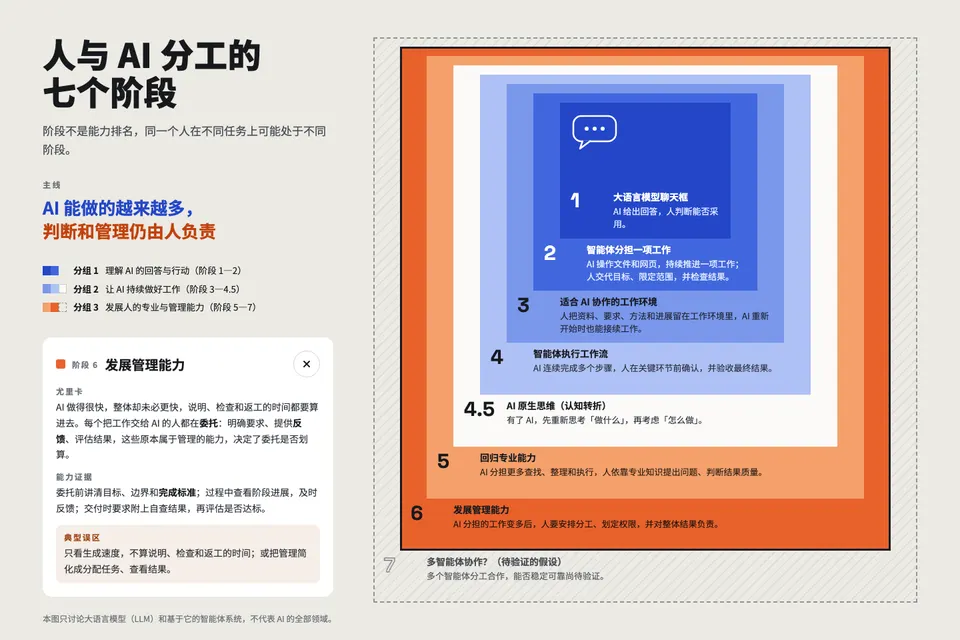 人与 AI 分工的
七个阶段
阶段不是能力排名，同一个人在不同任务上可能处于不同
阶段。
主线
AI 能做的越来越多，
判断和管理仍由人负责
分组 1 理解 AI 的回答与行动（阶段 1—2）
分组 2 让 AI 持续做好工作（阶段 3—4.5）
分组 3 发展人的专业与管理能力（阶段 5—7）
阶段 6 发展管理能力
尤里卡
AI 做得很快，整体却未必更快，说明、检查和返工的时间都要算
进去。每个把工作交给 AI 的人都在委托：明确要求、提供反
馈、评估结果，这些原本属于管理的能力，决定了委托是否划
算。
能力证据
委托前讲清目标、边界和完成标准；过程中查看阶段进展，及时
反馈；交付时要求附上自查结果，再评估是否达标。
典型误区
只看生成速度，不算说明、检查和返工的时间；或把管理简
化成分配任务、查看结果。
本图只讨论大语言模型（LLM）和基于它的智能体系统，不代表 AI 的全部领域。
1 大语言模型聊天框
AI 给出回答，人判断能否采
用。
2 智能体分担一项工作
AI 操作文件和网页，持续推进一项工作；
人交代目标、限定范围，并检查结果。
3 适合 AI 协作的工作环境
人把资料、要求、方法和进展留在工作环境里，AI 重新
开始时也能接续工作。
4 智能体执行工作流
AI 连续完成多个步骤，人在关键环节前确认，并验收最终结果。
4.5 AI 原生思维（认知转折）
有了 AI，先重新思考「做什么」，再考虑「怎么做」。
5 回归专业能力
AI 分担更多查找、整理和执行，人依靠专业知识提出问题、判断结果质量。
6 发展管理能力
AI 分担的工作变多后，人要安排分工、划定权限，并对整体结果负责。
7 多智能体协作？（待验证的假设）
多个智能体分工合作，能否稳定可靠尚待验证。